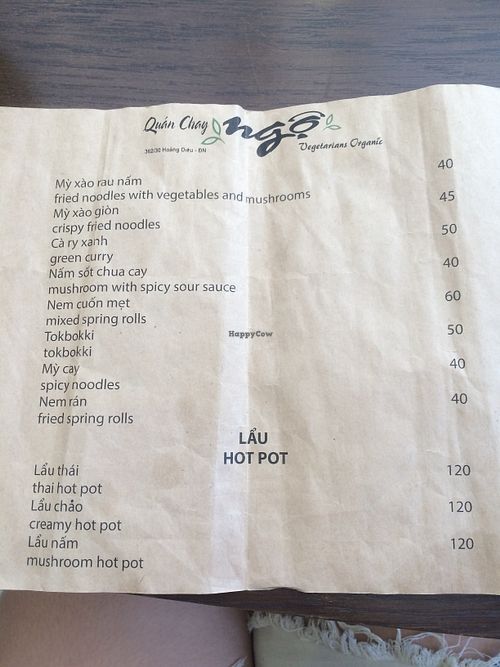 Quán Chay
ngộ
362/30 Hoàng Diệu - ĐN
Vegetarians Organic
Mỳ xào rau nấm 40
fried noodles with vegetables and mushrooms
Mỳ xào giòn 45
crispy fried noodles
Cà ry xanh 50
green curry
Nấm sốt chua cay 40
mushroom with spicy sour sauce
Nem cuốn mẹt 60
mixed spring rolls
Tokbokki 50
tokbokki
Mỳ cay 40
spicy noodles
Nem rán 40
fried spring rolls
HappyCow
LẨU
HOT POT
Lẩu thái 120
thai hot pot
Lẩu chảo 120
creamy hot pot
Lẩu nấm 120
mushroom hot pot